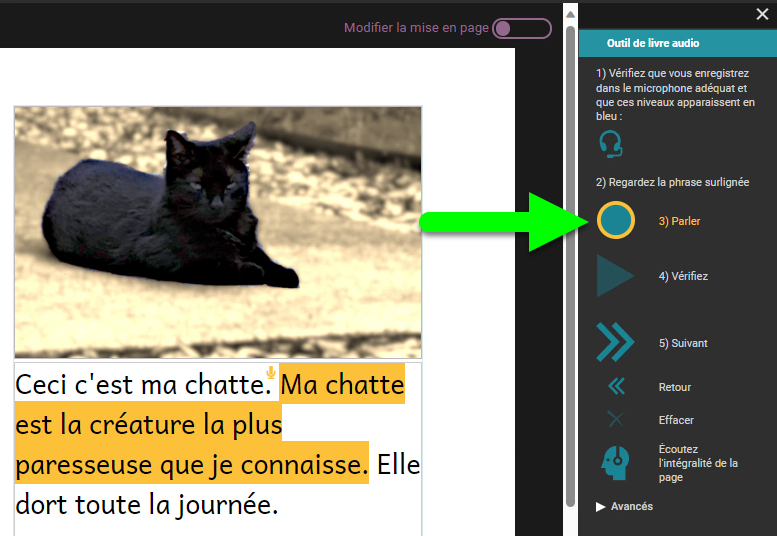 Modifier la mise en page
Ceci c'est ma chatte. Ma chatte
est la créature la plus
paresseuse que je connaisse. Elle
dort toute la journée.
Outil de livre audio
1) Vérifiez que vous enregistrez
dans le microphone adéquat et
que ces niveaux apparaissent en
bleu :
2) Regardez la phrase surlignée
3) Parler
4) Vérifiez
5) Suivant
Retour
Effacer
Écoutez
l'intégralité de la
page
Avancés